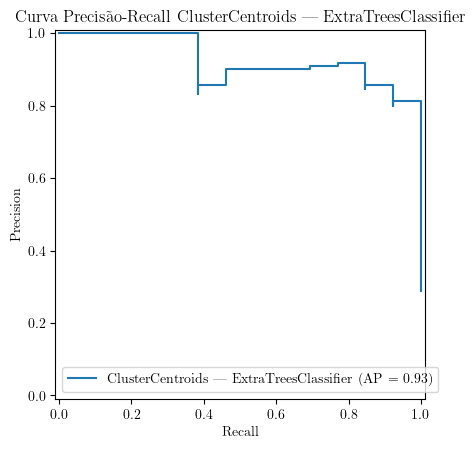 Curva Precisão-Recall ClusterCentroids — ExtraTreesClassifier
1.0
0.8
0.6
0.4
0.2
0.0
Precision
ClusterCentroids — ExtraTreesClassifier (AP = 0.93)
0.0 0.2 0.4 0.6 0.8 1.0
Recall